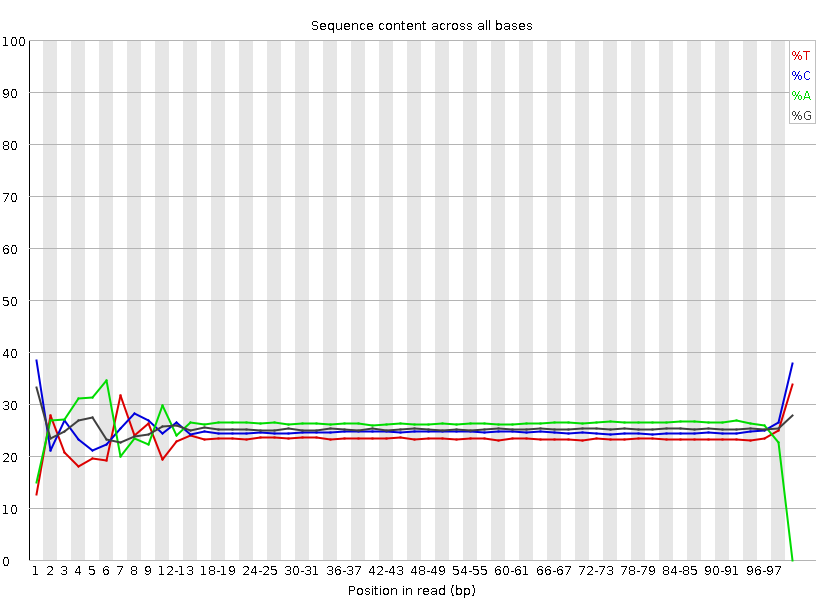 Sequence content across all bases
100
90
80
70
60
50
40
30
20
10
0
%T
%C
%A
%G
1 2 3 4 5 6 7 8 9 12-13 18-19 24-25 30-31 36-37 42-43 48-49 54-55 60-61 66-67 72-73 78-79 84-85 90-91 96-97
Position in read (bp)